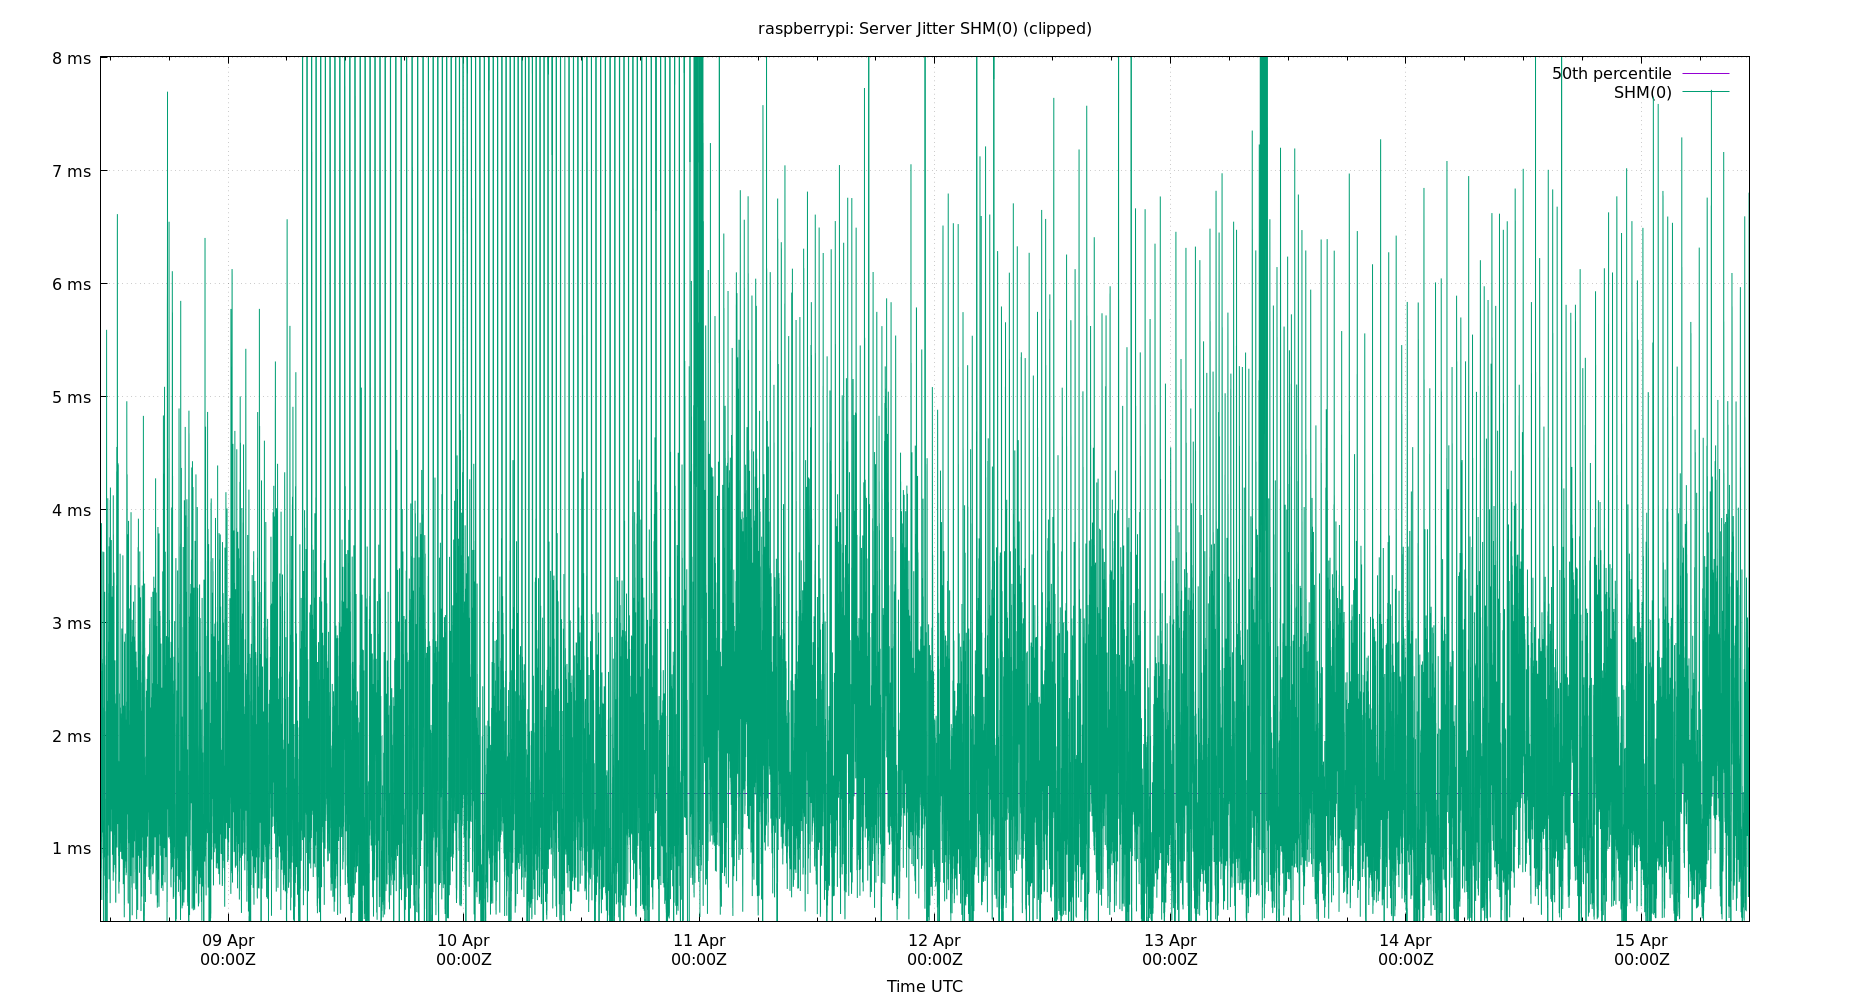 raspberrypi: Server Jitter SHM(0) (clipped)
8 ms
7 ms
6 ms
5 ms
4 ms
3 ms
2 ms
1 ms
50th percentile
SHM(0)
09 Apr 10 Apr 11 Apr 12 Apr 13 Apr 14 Apr 15 Apr
00:00Z 00:00Z 00:00Z 00:00Z 00:00Z 00:00Z 00:00Z
Time UTC